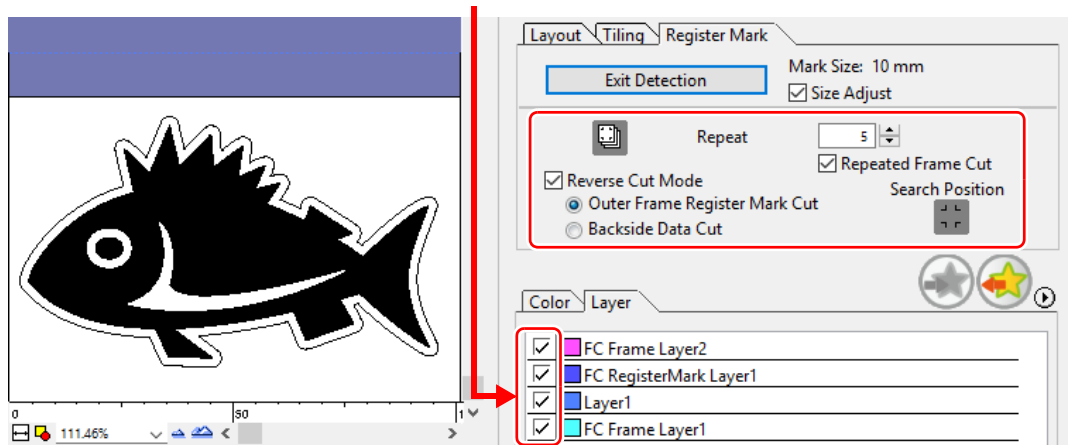 Layout Tiling Register Mark
Exit Detection
Mark Size: 10 mm
Size Adjust
Repeat 5
Repeated Frame Cut
Reverse Cut Mode
Search Position
Outer Frame Register Mark Cut
Backside Data Cut
Color Layer
FC Frame Layer2
FC RegisterMark Layer1
Layer1
FC Frame Layer1
0 50 1
111.46%